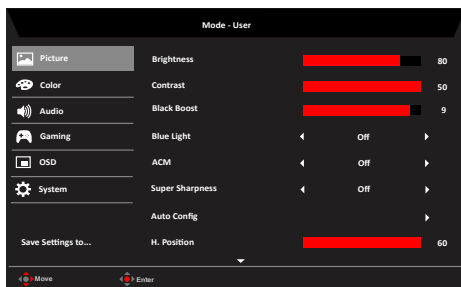 Mode - User
Picture
Brightness 80
Color
Contrast 50
Audio
Black Boost 9
Gaming
Blue Light Off
OSD
ACM Off
System
Super Sharpness Off
Auto Config
Save Settings to...
H. Position 60
Move Enter